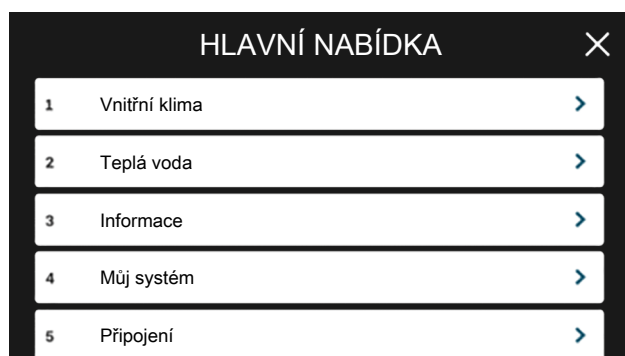 HLAVNÍ NABÍDKA
1 Vnitřní klima
2 Teplá voda
3 Informace
4 Můj systém
5 Připojení